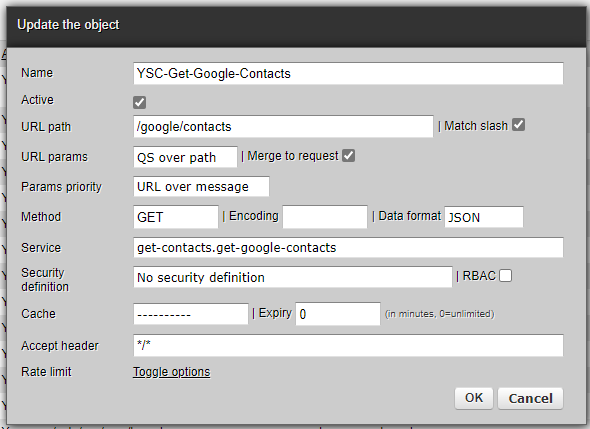 Update the object
Name YSC-Get-Google-Contacts
Active
URL path /google/contacts | Match slash
URL params QS over path | Merge to request
Params priority URL over message
Method GET | Encoding | Data format JSON
Service get-contacts.get-google-contacts
Security definition No security definition | RBAC
Cache ---------- | Expiry 0 (in minutes, 0=unlimited)
Accept header */*
Rate limit Toggle options
OK Cancel